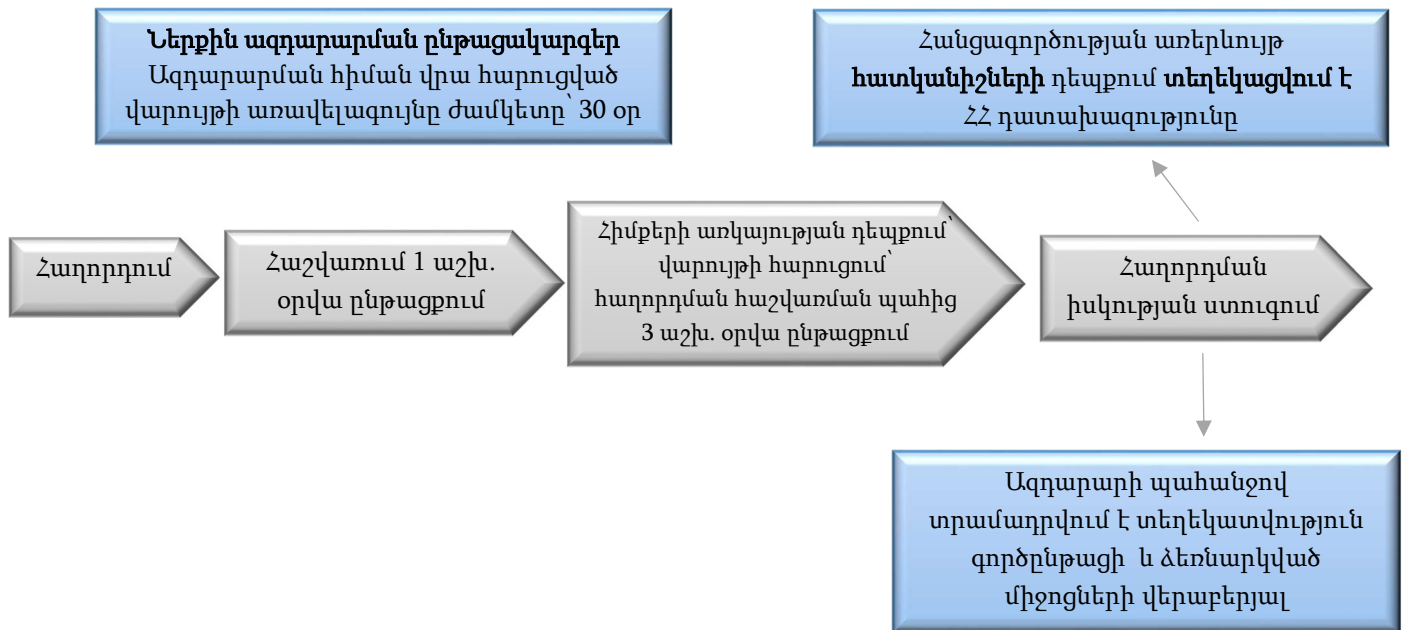 Ներքին ազդարարման ընթացակարգեր
Ազդարարման հիման վրա հարուցված
վարույթի առավելագույնը ժամկետը՝ 30 օր
Հանցագործության առերևույթ
հատկանիշների դեպքում տեղեկացվում է
ՀՀ դատախազությունը
Հաղորդում
Հաշվառում 1 աշխ.
օրվա ընթացքում
Հիմքերի առկայության դեպքում՝
վարույթի հարուցում՝
հաղորդման հաշվառման պահից
3 աշխ. օրվա ընթացքում
Հաղորդման
իսկության ստուգում
Ազդարարի պահանջով
տրամադրվում է տեղեկատվություն
գործընթացի և ձեռնարկված
միջոցների վերաբերյալ